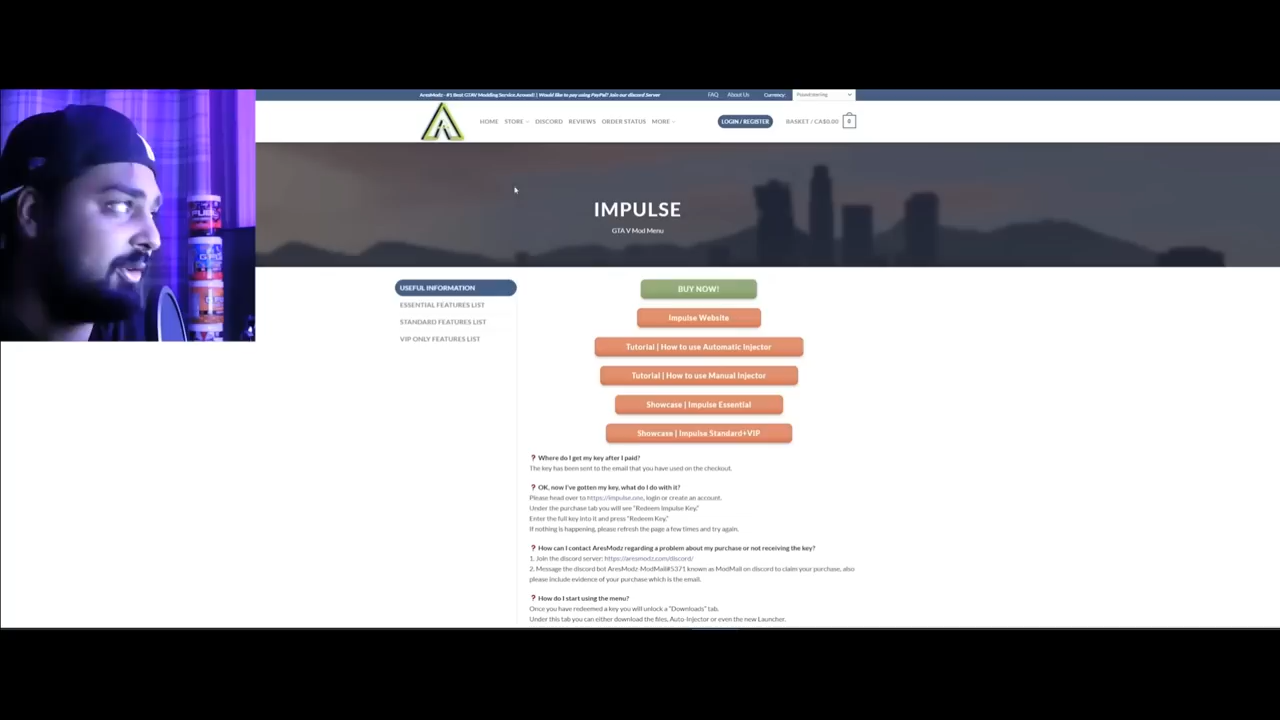 AresModz - #1 Best GTAV Modding Service Around! | Would like to pay using PayPal? Join our discord Server
FAQ About Us Currency:
HOME STORE DISCORD REVIEWS ORDER STATUS MORE LOGIN / REGISTER BASKET / CA$0.00 0
IMPULSE
GTA V Mod Menu
USEFUL INFORMATION
ESSENTIAL FEATURES LIST
STANDARD FEATURES LIST
VIP ONLY FEATURES LIST
BUY NOW!
Impulse Website
Tutorial | How to use Automatic Injector
Tutorial | How to use Manual Injector
Showcase | Impulse Essential
Showcase | Impulse Standard+VIP
❓ Where do I get my key after I paid?
The key has been sent to the email that you have used on the checkout.
❓ OK, now I've gotten my key, what do I do with it?
Please head over to https://impulse.one, login or create an account.
Under the purchase tab you will see "Redeem Impulse Key."
Enter the full key into it and press "Redeem Key."
If nothing is happening, please refresh the page a few times and try again.
❓ How can I contact AresModz regarding a problem about my purchase or not receiving the key?
1. Join the discord server: https://aresmodz.com/discord/
2. Message the discord bot AresModz-ModMail#5371 known as ModMail on discord to claim your purchase, also
please include evidence of your purchase which is the email.
❓ How do I start using the menu?
Once you have redeemed a key you will unlock a "Downloads" tab.
Under this tab you can either download the files, Auto-Injector or even the new Launcher.